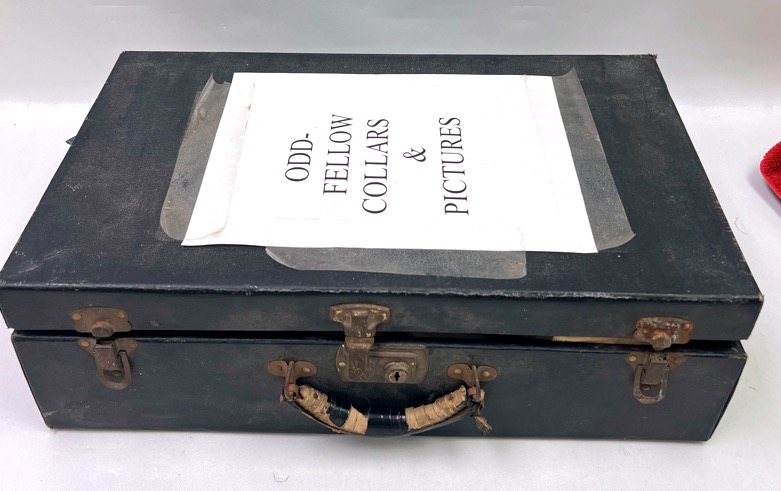 ODD-
FELLOW
COLLARS
&
PICTURES